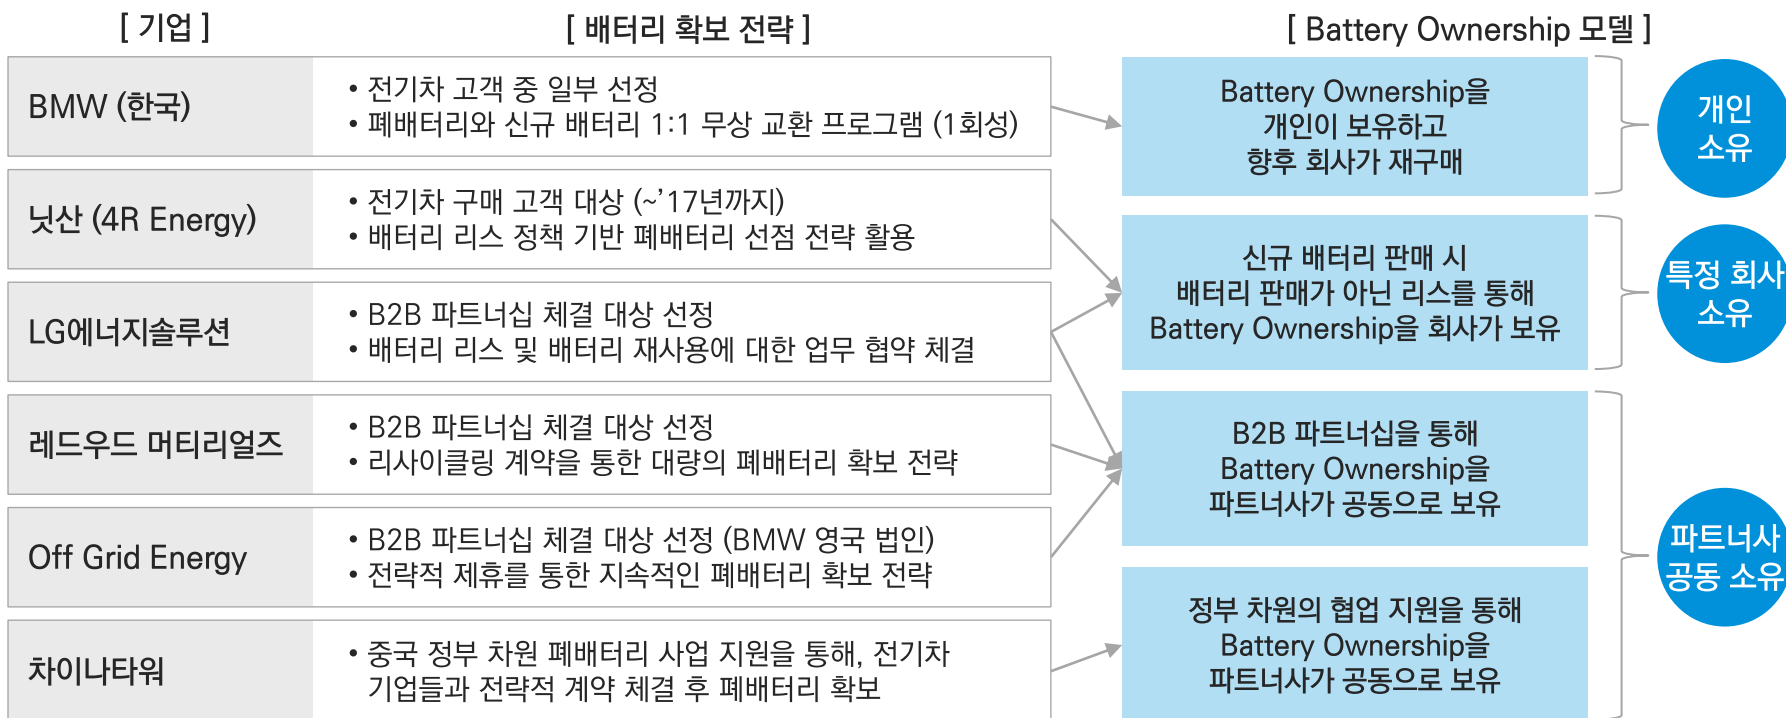 [ 기업 ]
[ 배터리 확보 전략 ]
[ Battery Ownership 모델 ]
BMW (한국)
• 전기차 고객 중 일부 선정
• 폐배터리와 신규 배터리 1:1 무상 교환 프로그램 (1회성)
닛산 (4R Energy)
• 전기차 구매 고객 대상 (~’17년까지)
• 배터리 리스 정책 기반 폐배터리 선점 전략 활용
LG에너지솔루션
• B2B 파트너십 체결 대상 선정
• 배터리 리스 및 배터리 재사용에 대한 업무 협약 체결
레드우드 머티리얼즈
• B2B 파트너십 체결 대상 선정
• 리사이클링 계약을 통한 대량의 폐배터리 확보 전략
Off Grid Energy
• B2B 파트너십 체결 대상 선정 (BMW 영국 법인)
• 전략적 제휴를 통한 지속적인 폐배터리 확보 전략
차이나타워
• 중국 정부 차원 폐배터리 사업 지원을 통해, 전기차
기업들과 전략적 계약 체결 후 폐배터리 확보
Battery Ownership을
개인이 보유하고
향후 회사가 재구매
신규 배터리 판매 시
배터리 판매가 아닌 리스를 통해
Battery Ownership을 회사가 보유
B2B 파트너십을 통해
Battery Ownership을
파트너사가 공동으로 보유
정부 차원의 협업 지원을 통해
Battery Ownership을
파트너사가 공동으로 보유
개인
소유
특정 회사
소유
파트너사
공동 소유